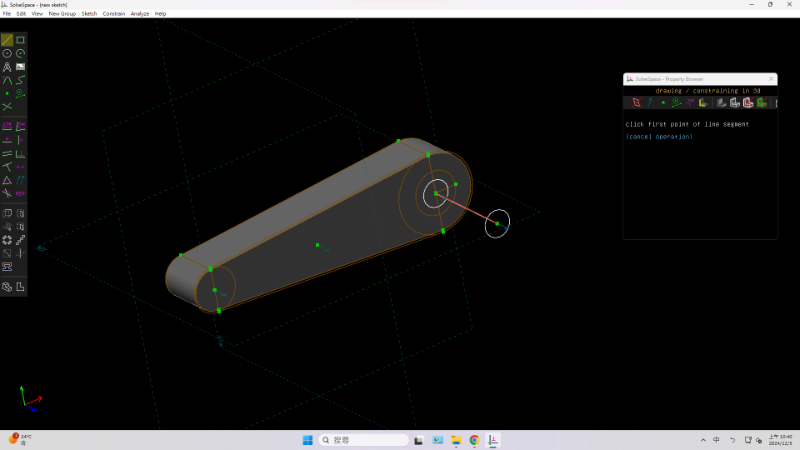 SolveSpace - (new sketch)
File Edit View New Group Sketch Constrain Analyze Help
SolveSpace - Property Browser
drawing / constraining in 3d
click first point of line segment
(cancel operation)
24°C
搜尋
中
上午 10:40
2024/12/5